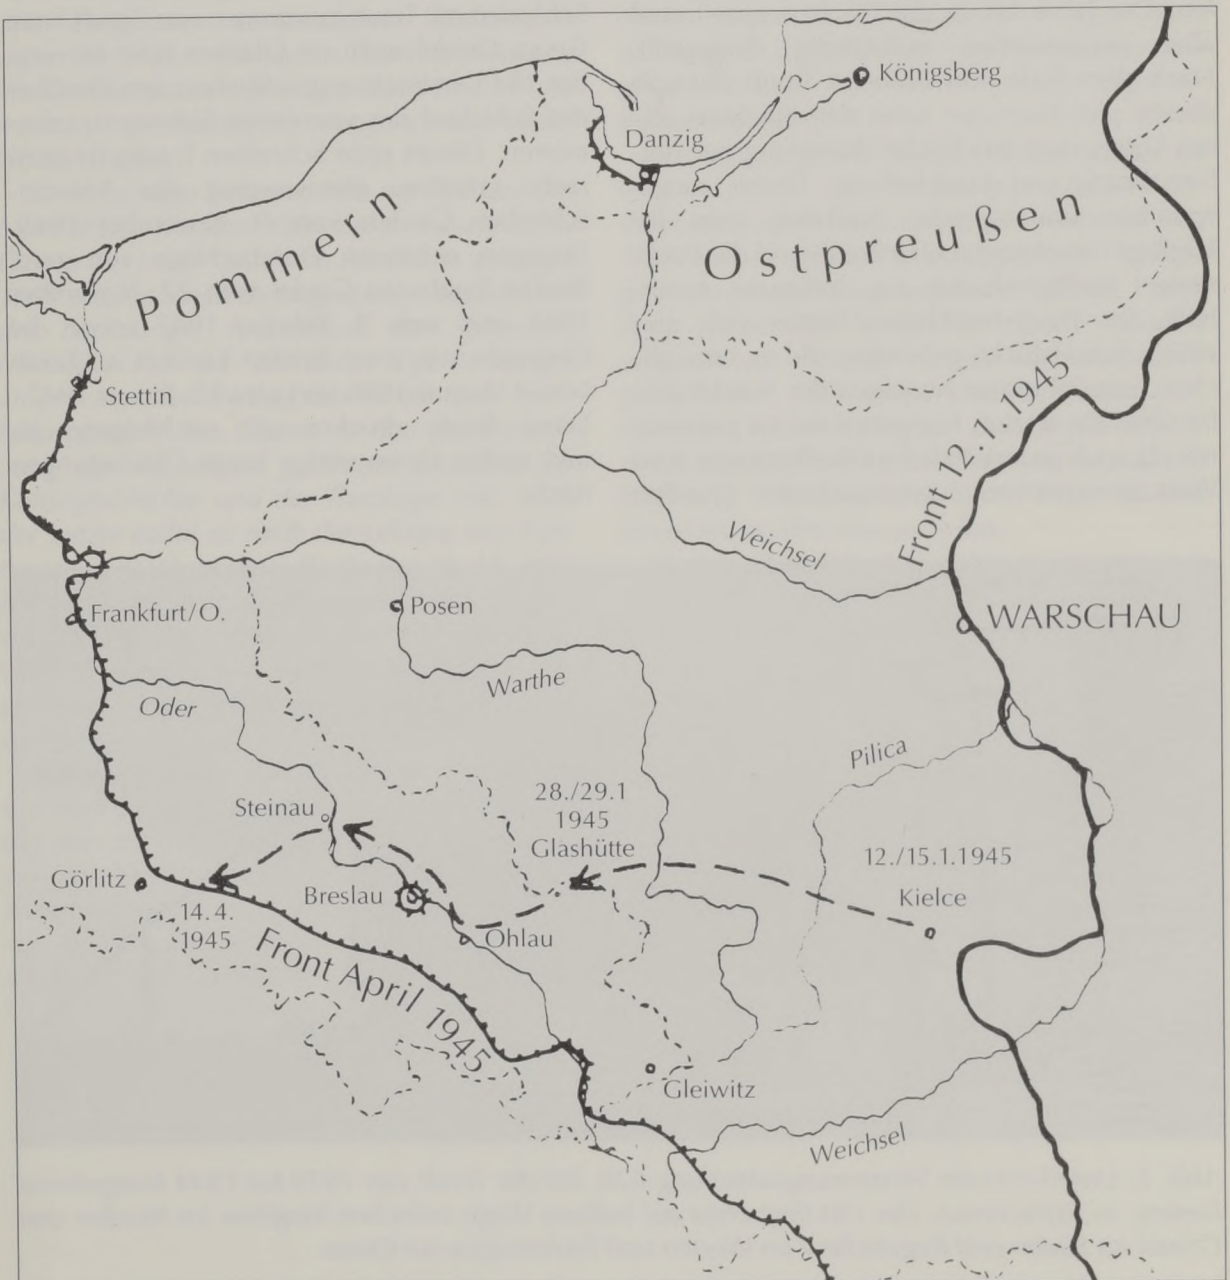 Königsberg
Danzig
Pommern
Ostpreußen
Stettin
Front 12.1.1945
Weichsel
Frankfurt/O.
Posen
WARSCHAU
Warthe
Oder
Pilica
Steinau
28./29.1
1945
Glashütte
12./15.1.1945
Kielce
Görlitz
Breslau
14.4.
1945
Ohlau
Front April 1945
Gleiwitz
Weichsel